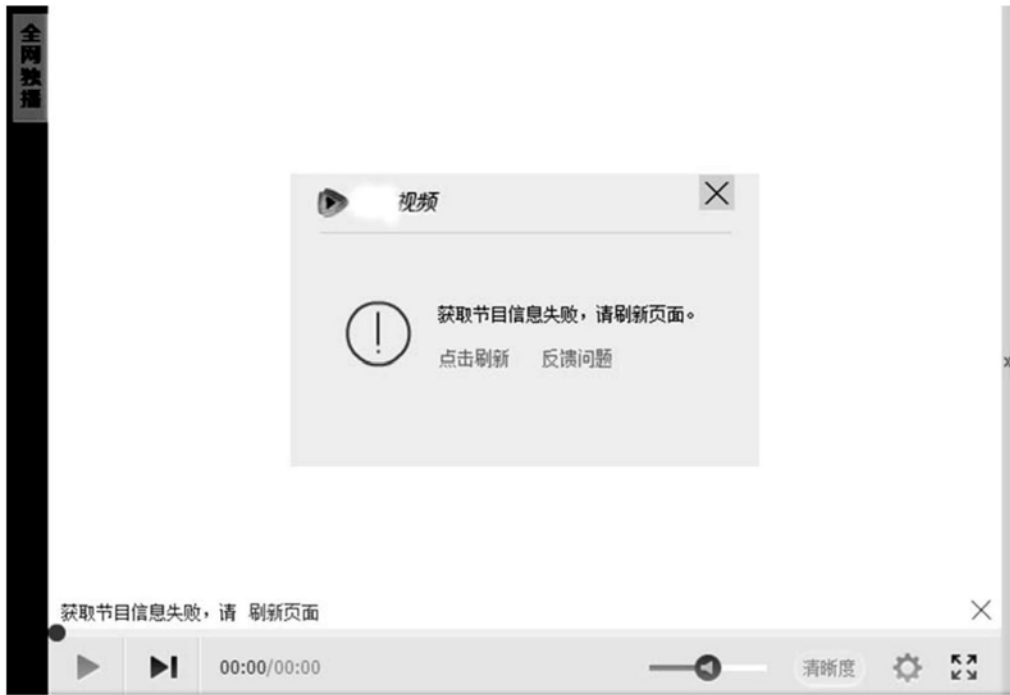 全网独播
视频
获取节目信息失败，请刷新页面。
点击刷新 反馈问题
获取节目信息失败，请 刷新页面
00:00/00:00
清晰度